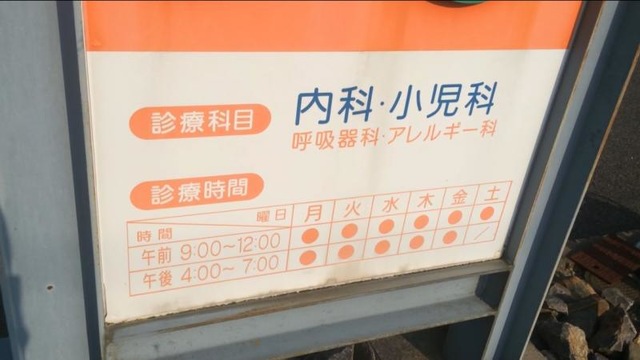 診療科目
内科・小児科
呼吸器科・アレルギー科
診療時間
時間 曜日 月 火 水 木 金 土
午前 9:00～12:00 ● ● ● ● ● ●
午後 4:00～ 7:00 ● ● ● ● ● ／